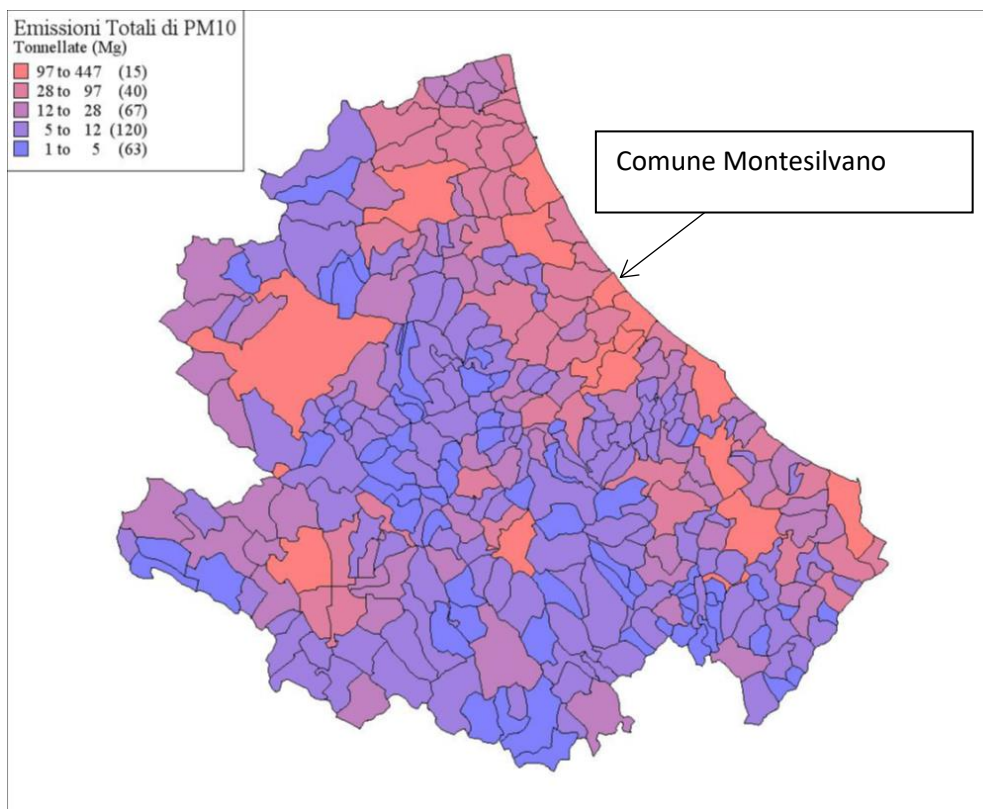 Emissioni Totali di PM10
Tonnellate (Mg)
97 to 447 (15)
28 to 97 (40)
12 to 28 (67)
5 to 12 (120)
1 to 5 (63)
Comune Montesilvano